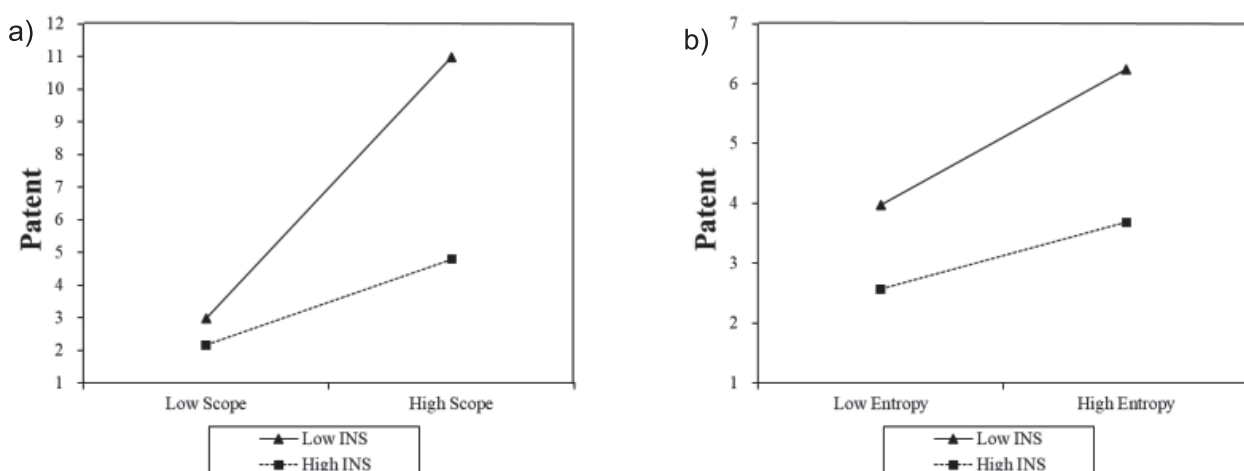 a)
12
11
10
9
8
7
6
5
4
3
2
1
Patent
Low Scope High Scope
Low INS
High INS
b)
7
6
5
4
3
2
1
Patent
Low Entropy High Entropy
Low INS
High INS